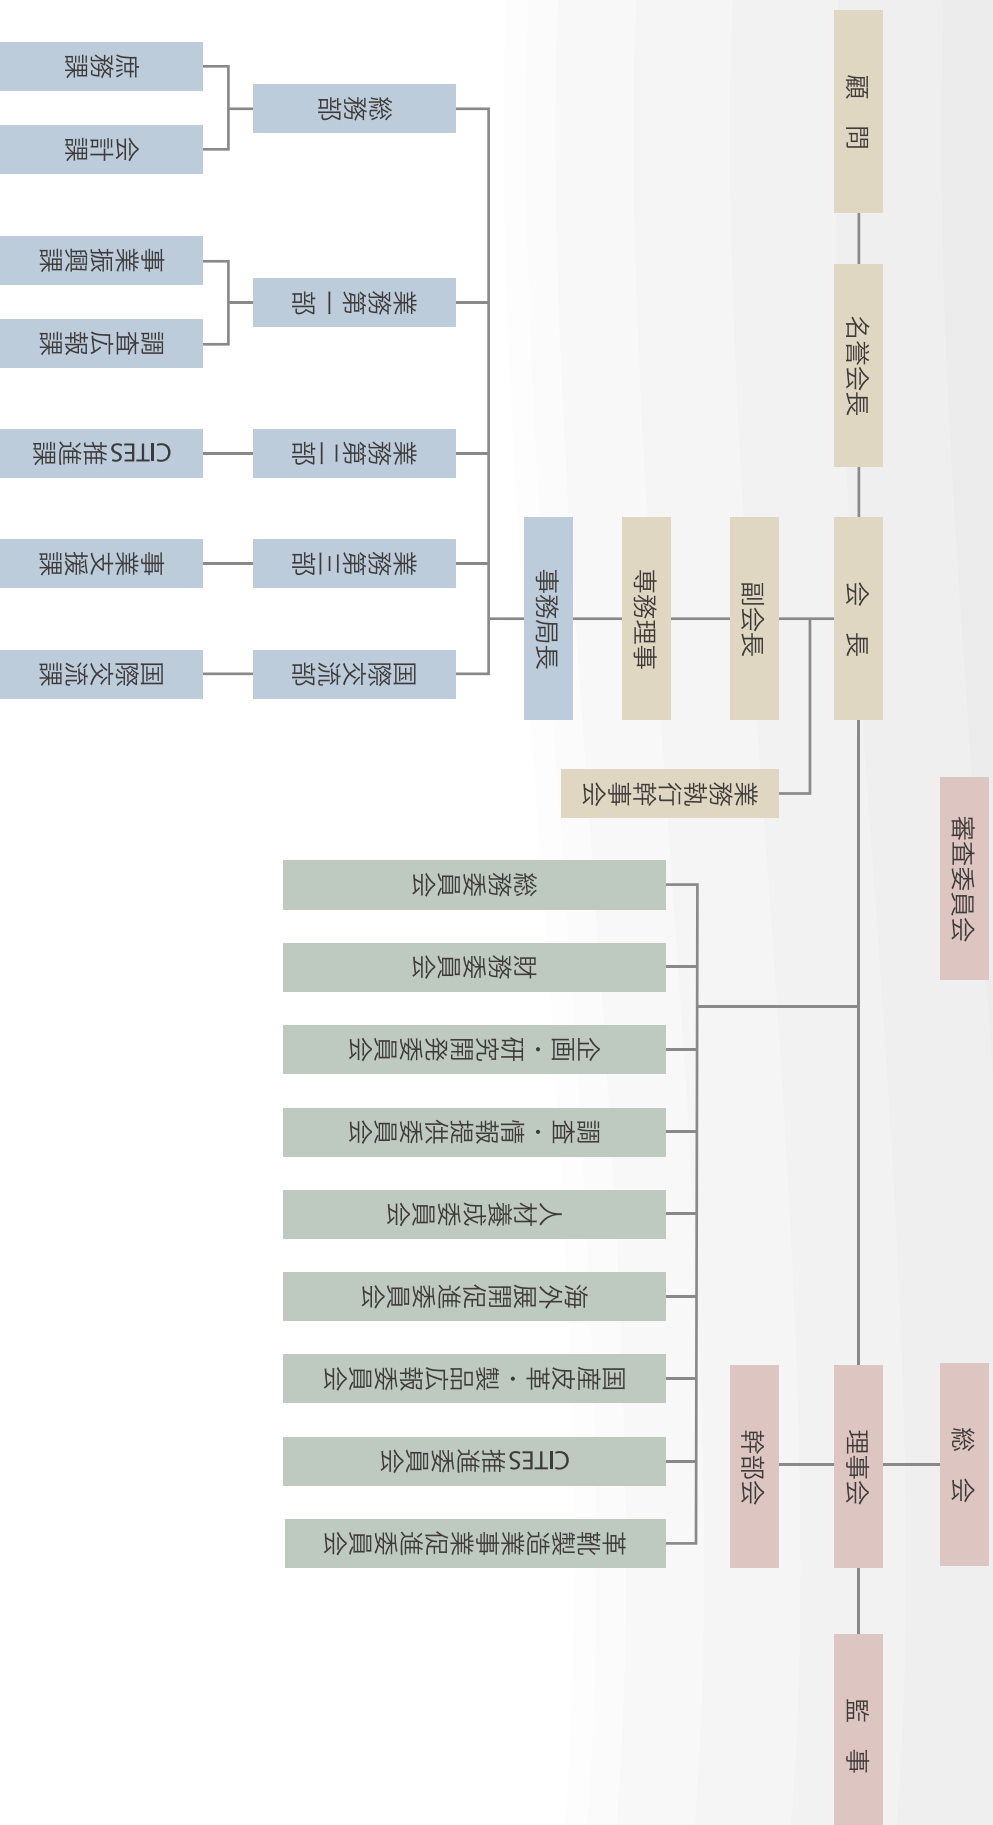 審査委員会
総会
顧問
名誉会長
会長
理事会
監事
副会長
幹部会
専務理事
業務執行幹事会
事務局長
総務委員会
財務委員会
企画・研究開発委員会
調査・情報提供委員会
人材養成委員会
海外展開促進委員会
国産皮革・製品広報委員会
CITES推進委員会
革靴製造業事業促進委員会
総務部
業務第一部
業務第二部
業務第三部
国際交流部
庶務課
会計課
事業振興課
調査広報課
CITES推進課
事業支援課
国際交流課